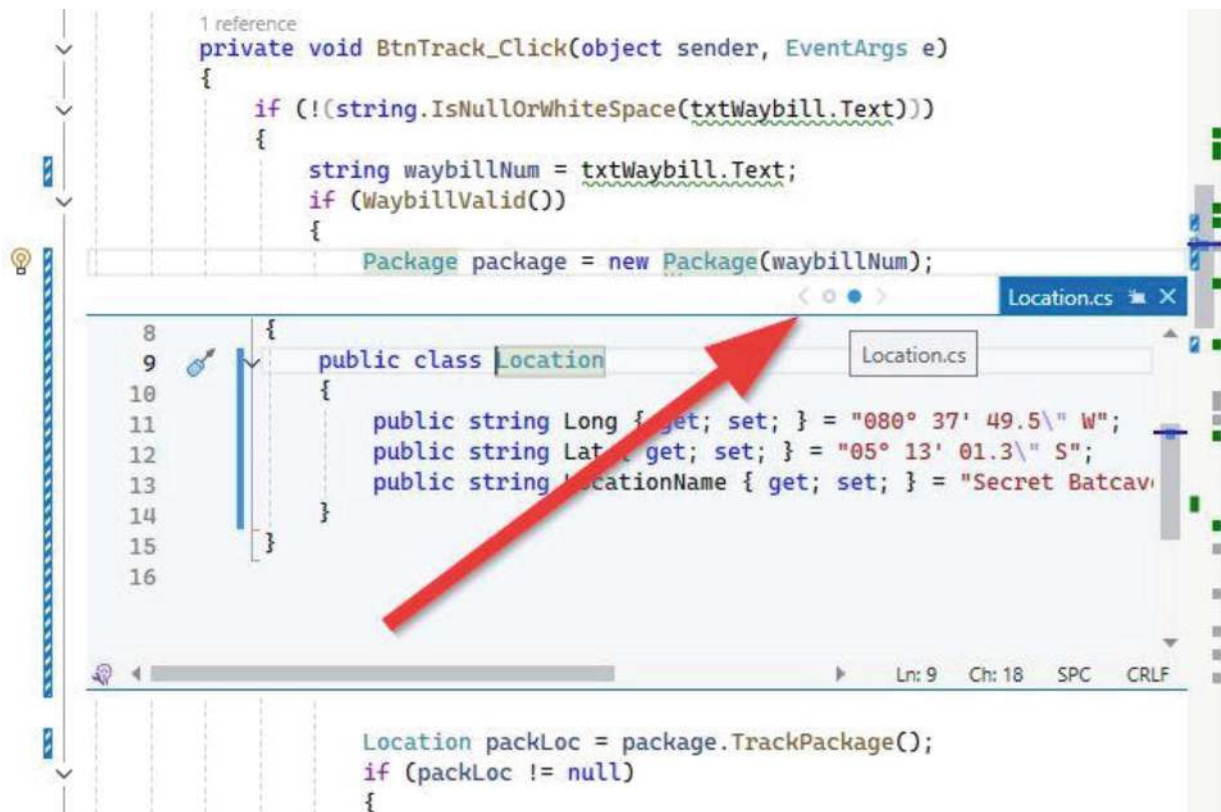 1 reference
private void BtnTrack_Click(object sender, EventArgs e)
{
if (!(string.IsNullOrWhiteSpace(txtWaybill.Text)))
{
string waybillNum = txtWaybill.Text;
if (WaybillValid())
{
Package package = new Package(waybillNum);
Location.cs
8 {
9 public class Location
Location.cs
10 {
11 public string Long { get; set; } = "080° 37' 49.5\" W";
12 public string Lat { get; set; } = "05° 13' 01.3\" S";
13 public string LocationName { get; set; } = "Secret Batcav
14 }
15 }
16
Ln: 9 Ch: 18 SPC CRLF
Location packLoc = package.TrackPackage();
if (packLoc != null)
{